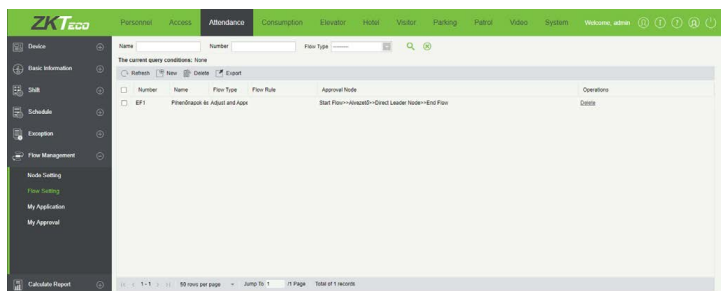 ZKTeco Personnel Access Attendance Consumption Elevator Hotel Visitor Parking Patrol Video System Welcome, admin
Device
Basic Information
Shift
Schedule
Exception
Flow Management
Node Setting
Flow Setting
My Application
My Approval
Calculate Report
Name Number Flow Type ---------
The current query conditions: None
Refresh New Delete Export
Number Name Flow Type Flow Rule Approval Node Operations
EF1 Pihenőnapok és Adjust and Appe Start Flow>>Alvezető>>Direct Leader Node>>End Flow Delete
1-1 50 rows per page Jump To 1 /1 Page Total of 1 records